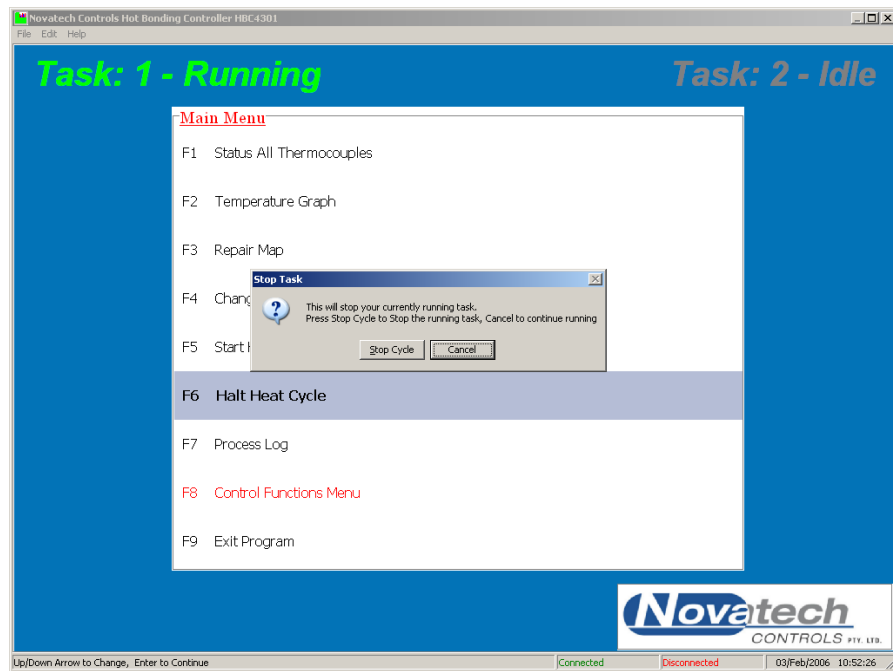 Novatech Controls Hot Bonding Controller HBC4301
File Edit Help
Task: 1 - Running
Task: 2 - Idle
Main Menu
F1 Status All Thermocouples
F2 Temperature Graph
F3 Repair Map
Stop Task
F4 Chang
This will stop your currently running task.
Press Stop Cycle to Stop the running task, Cancel to continue running
F5 Start
Stop Cycle Cancel
F6 Halt Heat Cycle
F7 Process Log
F8 Control Functions Menu
F9 Exit Program
Novatech
CONTROLS PTY. LTD.
Up/Down Arrow to Change, Enter to Continue Connected Disconnected 03/Feb/2006 10:52:26